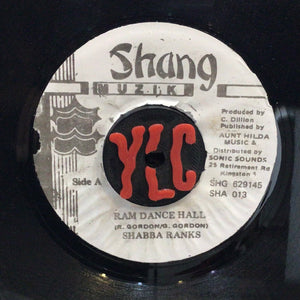 Shang
MUZIK
Produced by
C. Dillion
Published by
AUNT HILDA
MUSIC &
Distributed by
SONIC SOUNDS
25 Retirement Rd
Kingston 5
YLC
Side A
SHG 629145
SHA 013
RAM DANCE HALL
(R. GORDON/G. GORDON)
SHABBA RANKS